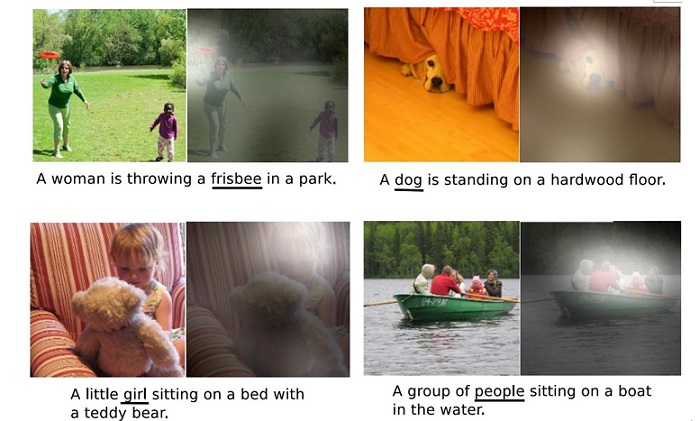 A woman is throwing a frisbee in a park.
A dog is standing on a hardwood floor.
A little girl sitting on a bed with
a teddy bear.
A group of people sitting on a boat
in the water.